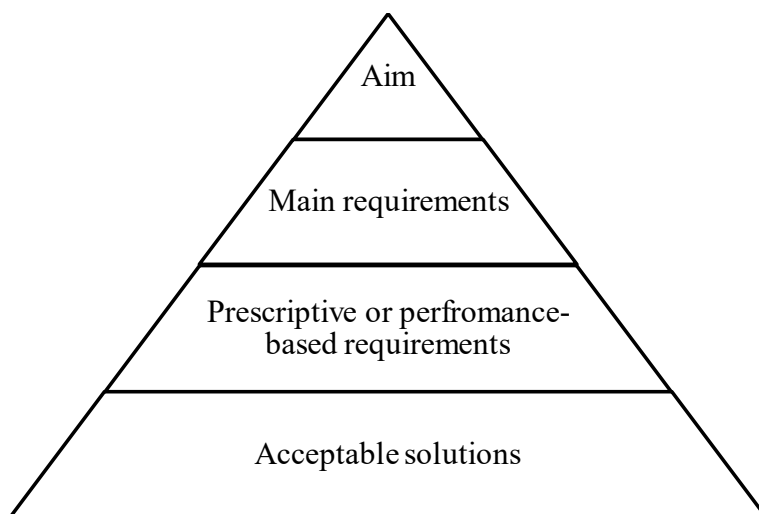 Aim
Main requirements
Prescriptive or perfromance-
based requirements
Acceptable solutions